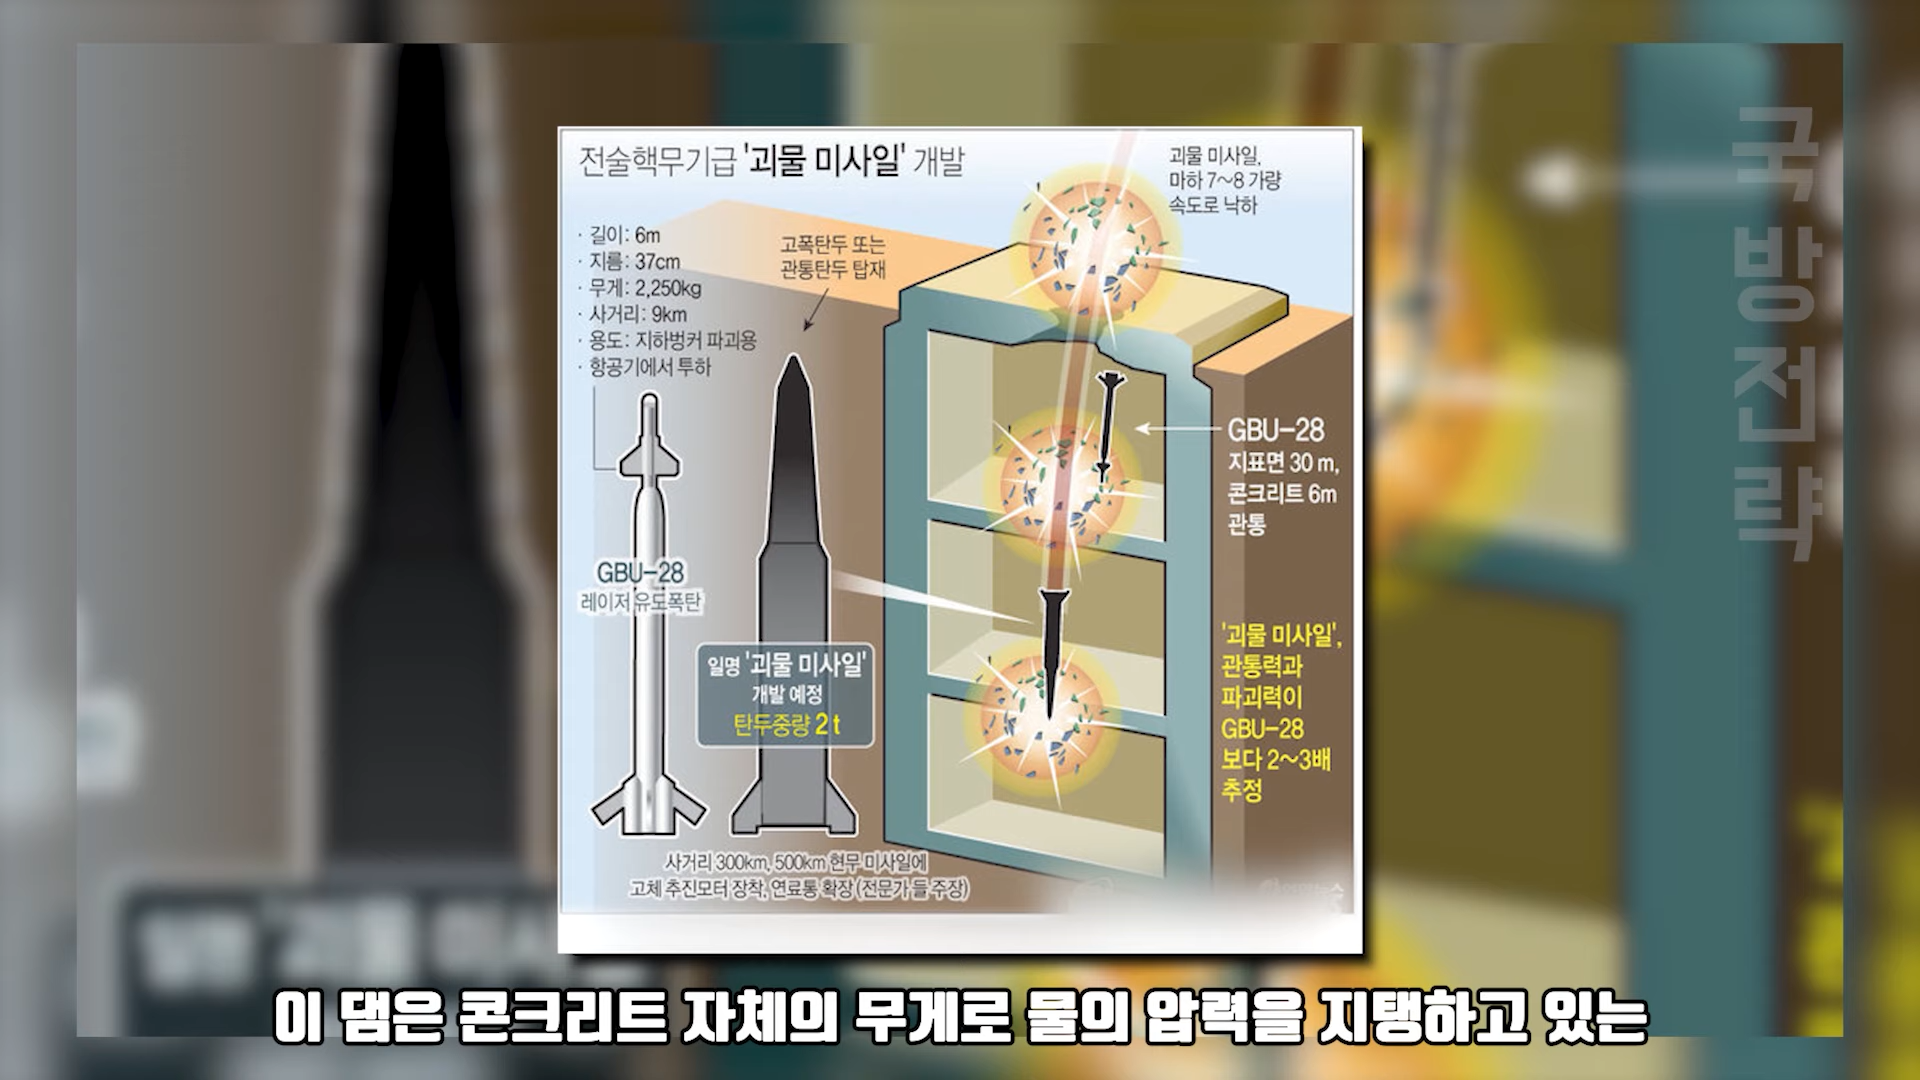 전술핵무기급 '괴물 미사일' 개발
괴물 미사일,
마하 7~8 가량
속도로 낙하
· 길이: 6m
· 지름: 37cm
· 무게: 2,250kg
· 사거리: 9km
· 용도: 지하벙커 파괴용
· 항공기에서 투하
고폭탄두 또는
관통탄두 탑재
GBU-28
지표면 30 m,
콘크리트 6m
관통
GBU-28
레이저 유도폭탄
일명 '괴물 미사일'
개발 예정
탄두중량 2 t
'괴물 미사일',
관통력과
파괴력이
GBU-28
보다 2~3배
추정
사거리 300km, 500km 현무 미사일에
고체 추진모터 장착, 연료통 확장 (전문가 들 주장)
국방전략
이 댐은 콘크리트 자체의 무게로 물의 압력을 지탱하고 있는